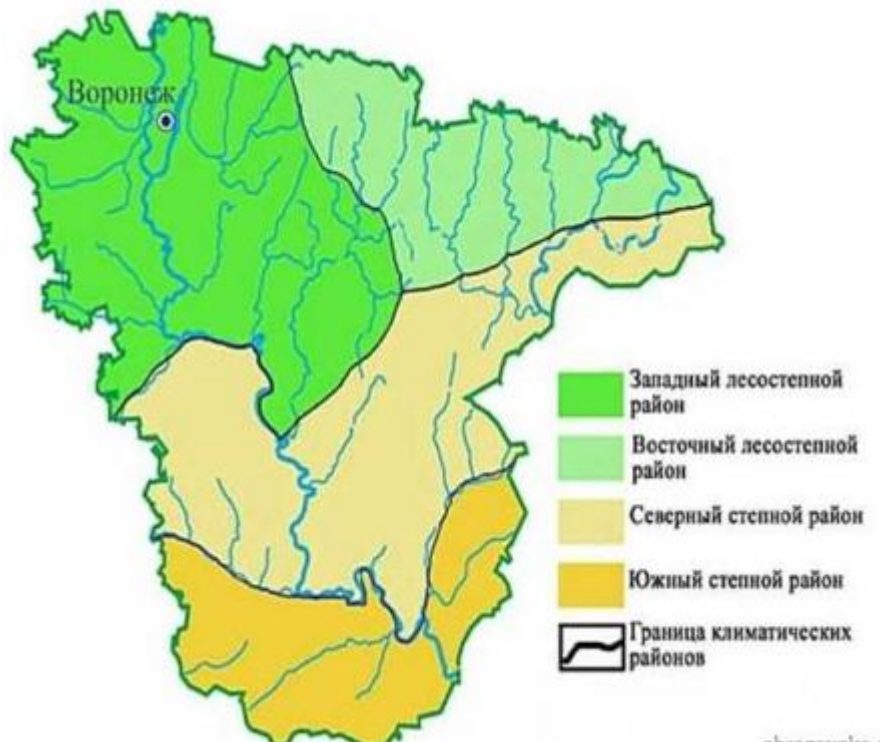 Воронеж
Западный лесостепной
район
Восточный лесостепной
район
Северный степной район
Южный степной район
Граница климатических
районов